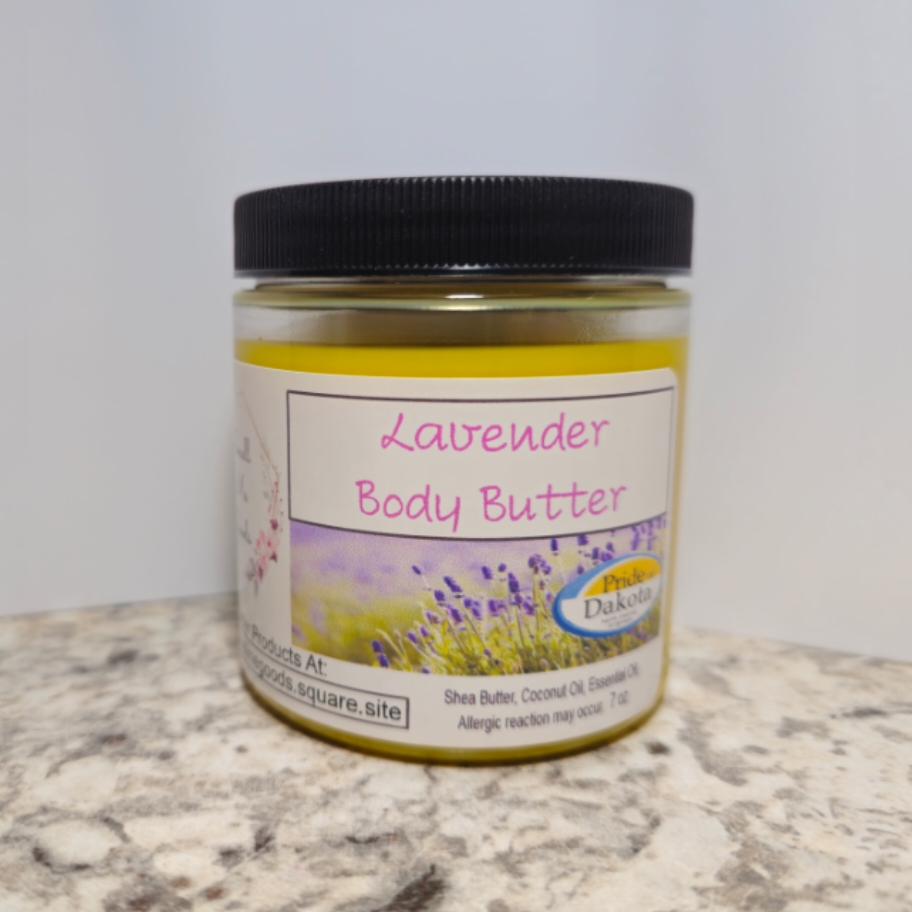 Lavender
Body Butter
Pride of
Dakota
Products At:
goods.square.site
Shea Butter, Coconut Oil, Essential Oil,
Allergic reaction may occur, 7 oz.